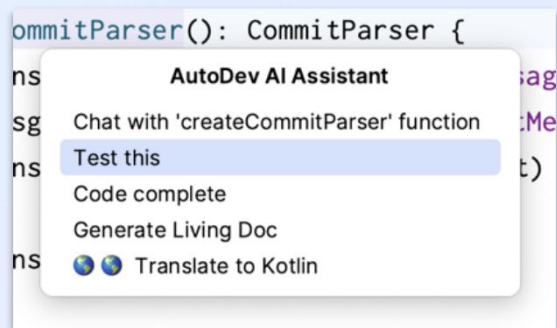 ommitParser(): CommitParser {
AutoDev AI Assistant
Chat with 'createCommitParser' function
Test this
Code complete
Generate Living Doc
🌎 🌎 Translate to Kotlin